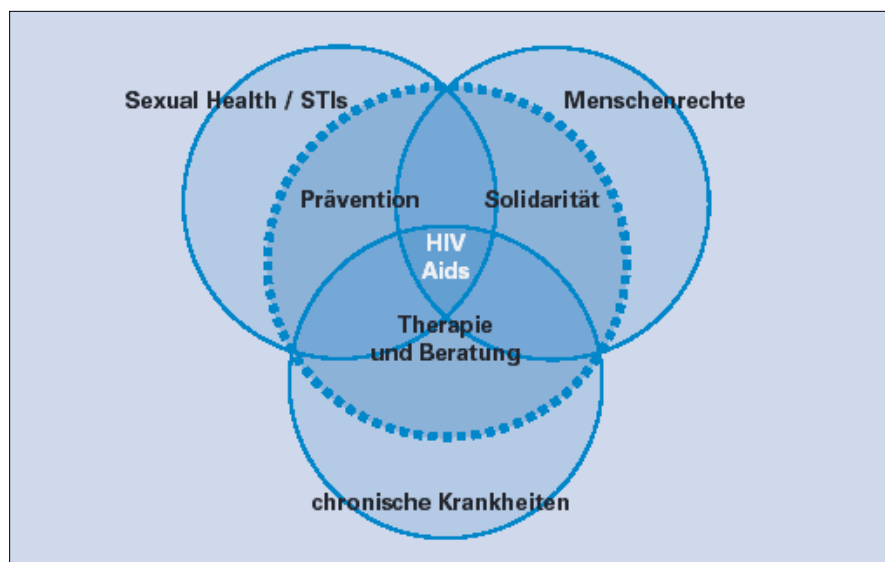 Sexual Health / STIs
Menschenrechte
Prävention
Solidarität
HIV
Aids
Therapie
und Beratung
chronische Krankheiten